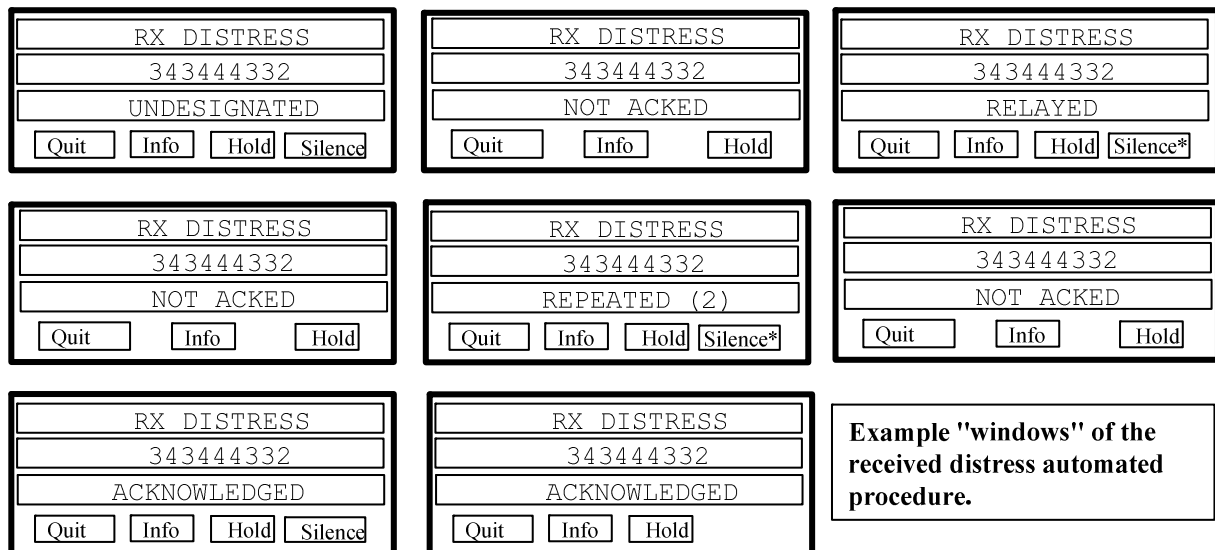 RX DISTRESS
343444332
UNDESIGNATED
Quit Info Hold Silence
RX DISTRESS
343444332
NOT ACKED
Quit Info Hold
RX DISTRESS
343444332
RELAYED
Quit Info Hold Silence*
RX DISTRESS
343444332
NOT ACKED
Quit Info Hold
RX DISTRESS
343444332
REPEATED (2)
Quit Info Hold Silence*
RX DISTRESS
343444332
NOT ACKED
Quit Info Hold
RX DISTRESS
343444332
ACKNOWLEDGED
Quit Info Hold Silence
RX DISTRESS
343444332
ACKNOWLEDGED
Quit Info Hold
Example "windows" of the
received distress automated
procedure.